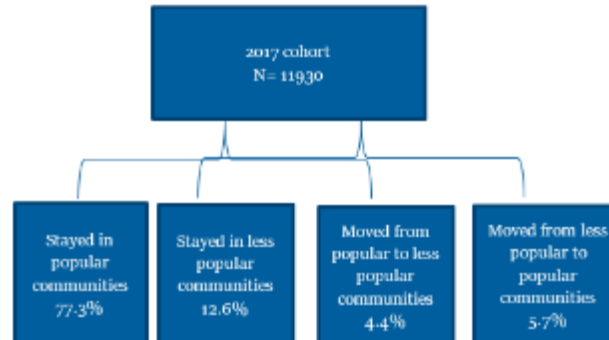 2017 cohort
N= 11930
Stayed in
popular
communities
77.3%
Stayed in less
popular
communities
12.6%
Moved from
popular to less
popular
communities
4.4%
Moved from less
popular to
popular
communities
5.7%